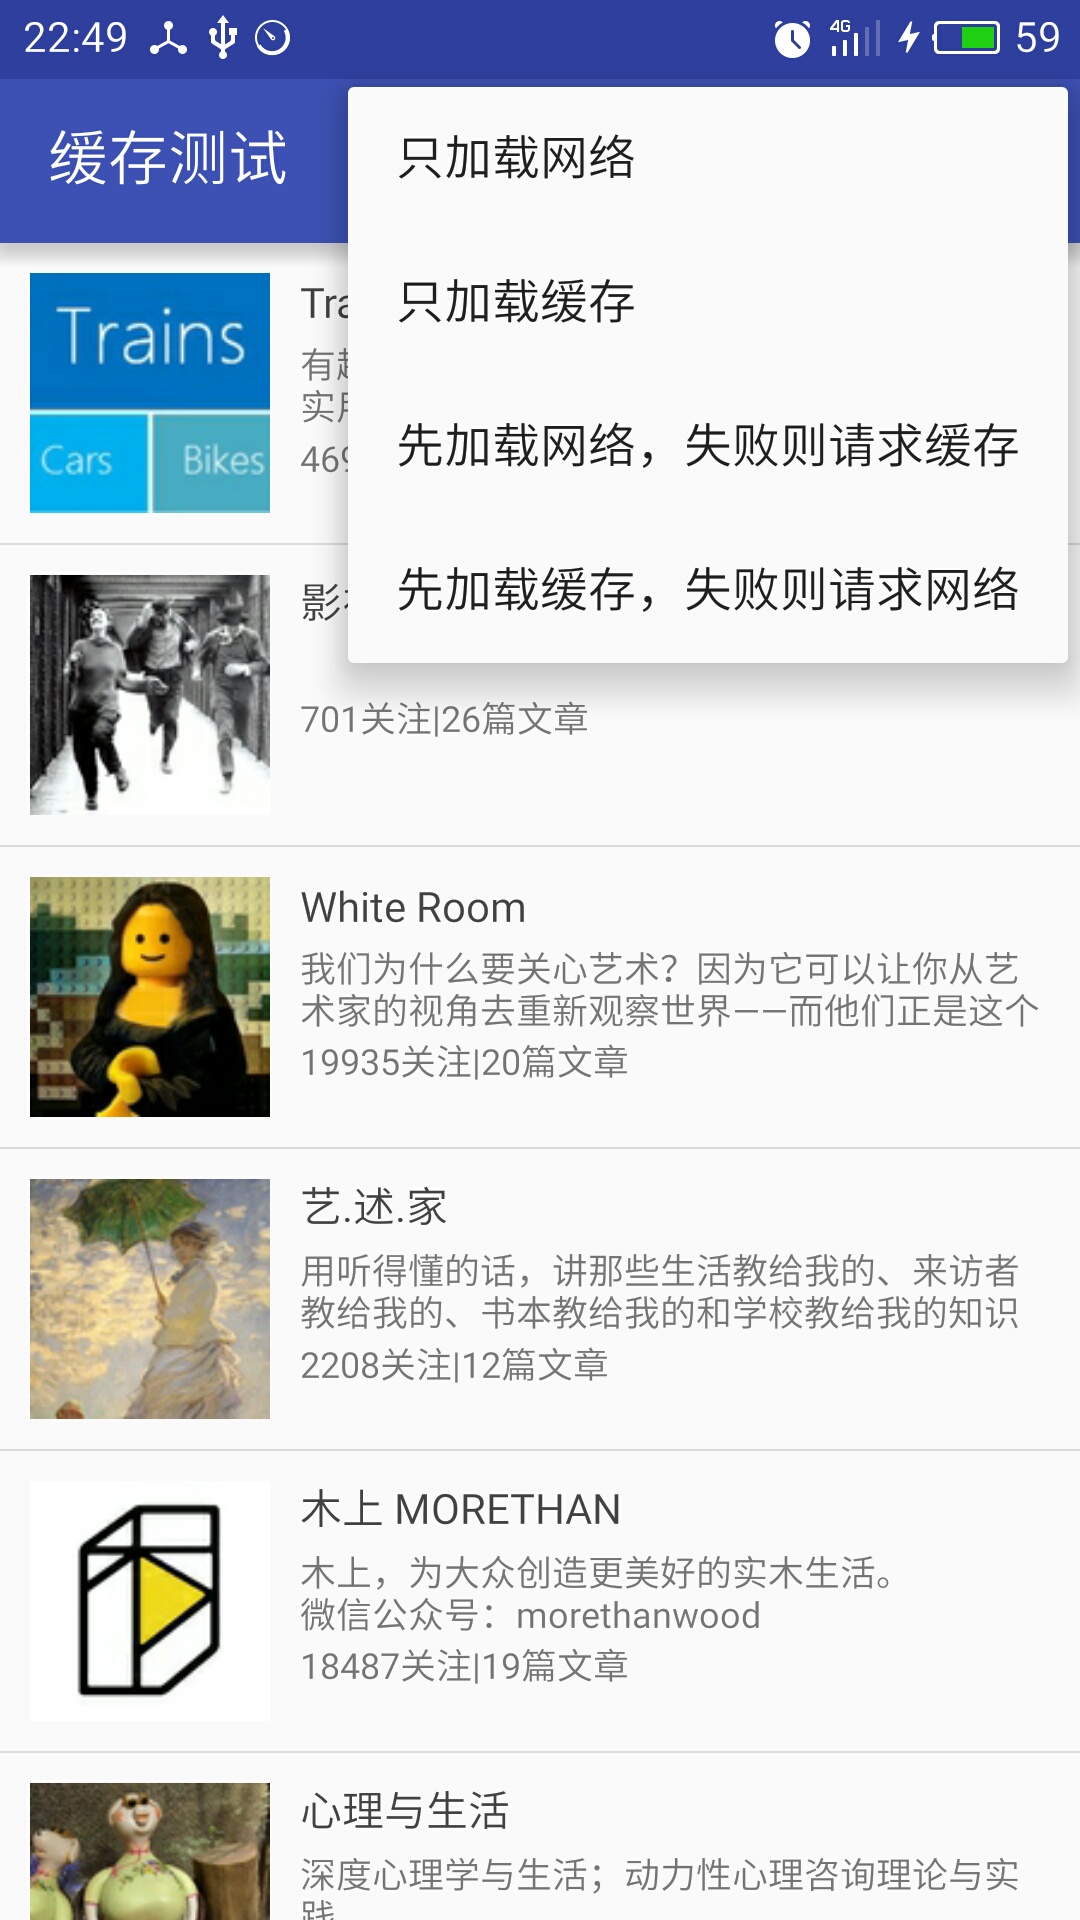 22:49
4G
59
缓存测试
只加载网络
只加载缓存
先加载网络，失败则请求缓存
先加载缓存，失败则请求网络
Trains
Cars
Bikes
Tra
有
实用
469
影
701关注|26篇文章
White Room
我们为什么要关心艺术？因为它可以让你从艺
术家的视角去重新观察世界——而他们正是这个
19935关注|20篇文章
艺.述.家
用听得懂的话，讲那些生活教给我的、来访者
教给我的、书本教给我的和学校教给我的知识
2208关注|12篇文章
木上 MORETHAN
木上，为大众创造更美好的实木生活。
微信公众号：morethanwood
18487关注|19篇文章
心理与生活
深度心理学与生活；动力性心理咨询理论与实
践